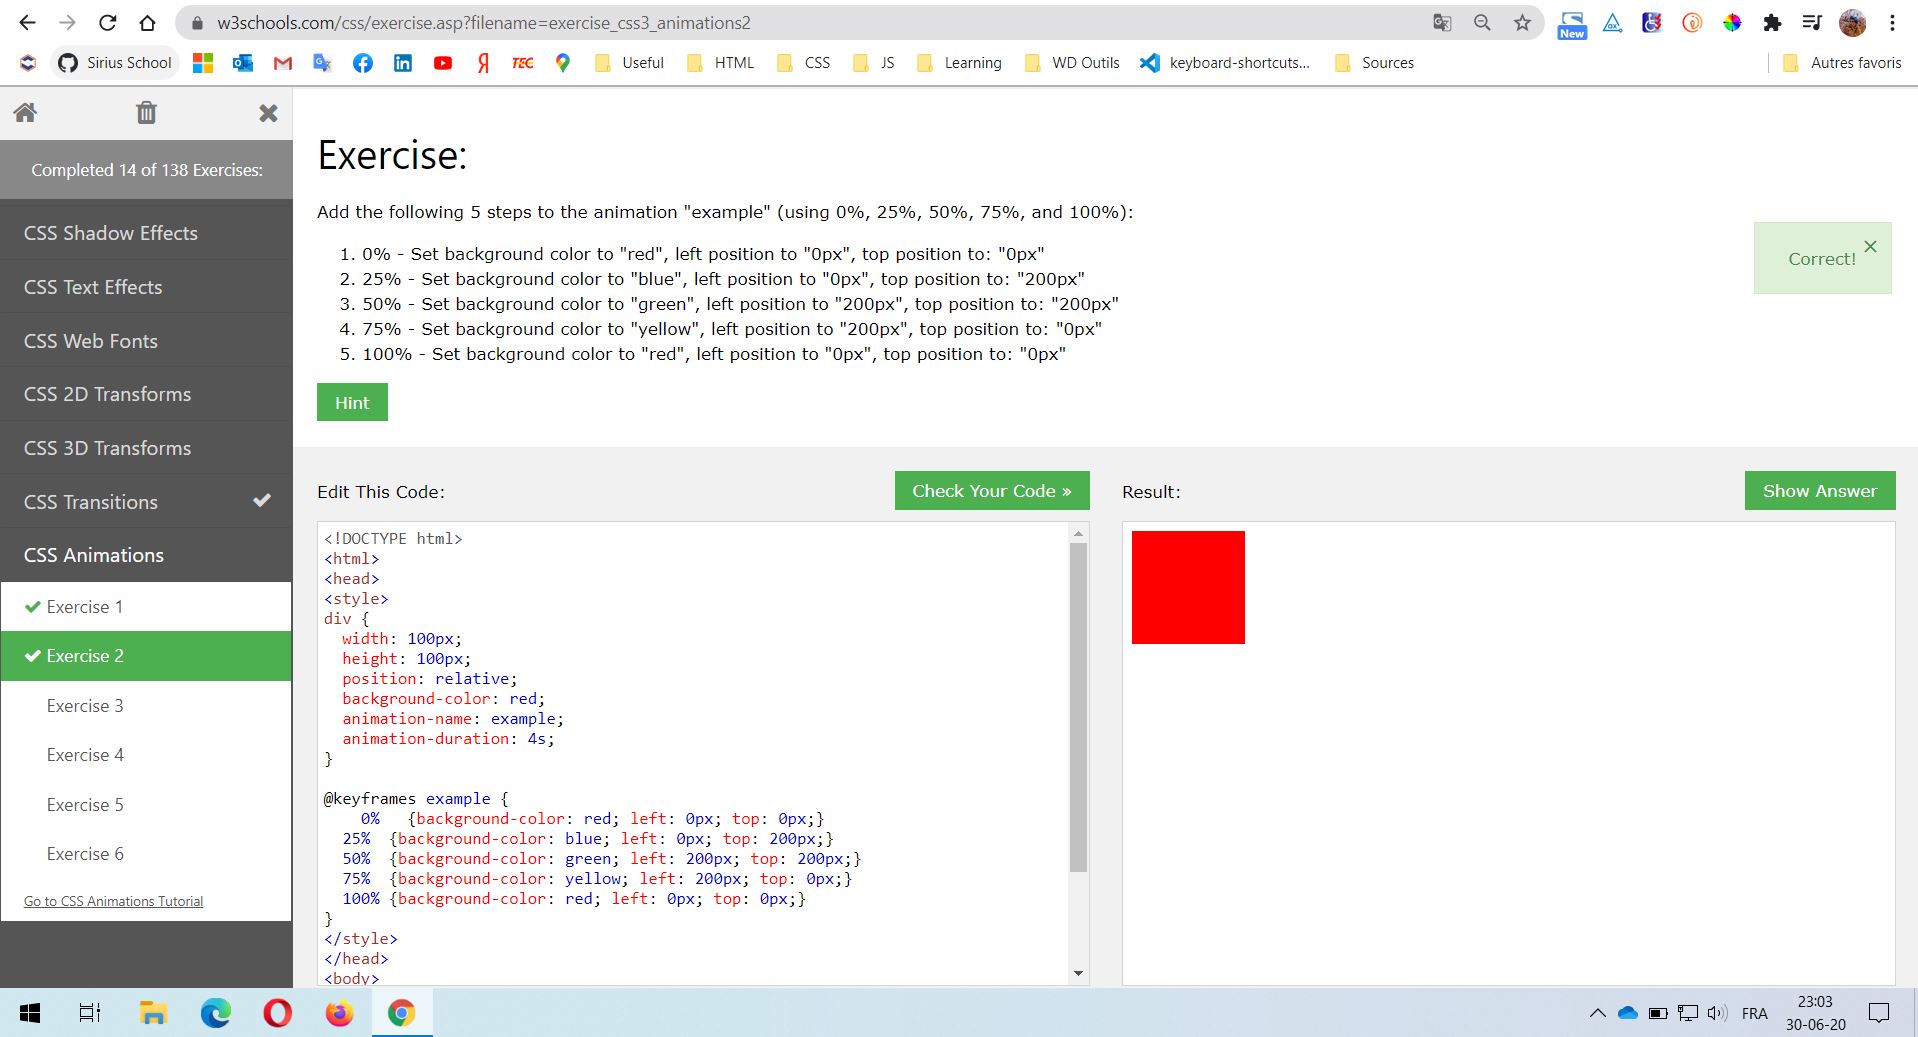 w3schools.com/css/exercise.asp?filename=exercise_css3_animations2
New
Sirius School
TEC
Useful
HTML
CSS
JS
Learning
WD Outils
keyboard-shortcuts...
Sources
Autres favoris
Completed 14 of 138 Exercises:
CSS Shadow Effects
CSS Text Effects
CSS Web Fonts
CSS 2D Transforms
CSS 3D Transforms
CSS Transitions
CSS Animations
Exercise 1
Exercise 2
Exercise 3
Exercise 4
Exercise 5
Exercise 6
Go to CSS Animations Tutorial
Exercise:
Add the following 5 steps to the animation "example" (using 0%, 25%, 50%, 75%, and 100%):
1. 0% - Set background color to "red", left position to "0px", top position to: "0px"
2. 25% - Set background color to "blue", left position to "0px", top position to: "200px"
3. 50% - Set background color to "green", left position to "200px", top position to: "200px"
4. 75% - Set background color to "yellow", left position to "200px", top position to: "0px"
5. 100% - Set background color to "red", left position to "0px", top position to: "0px"
Correct!
Hint
Edit This Code:
Check Your Code »
<!DOCTYPE html>
<html>
<head>
<style>
div {
  width: 100px;
  height: 100px;
  position: relative;
  background-color: red;
  animation-name: example;
  animation-duration: 4s;
}
@keyframes example {
    0%   {background-color: red; left: 0px; top: 0px;}
  25%  {background-color: blue; left: 0px; top: 200px;}
  50%  {background-color: green; left: 200px; top: 200px;}
  75%  {background-color: yellow; left: 200px; top: 0px;}
  100% {background-color: red; left: 0px; top: 0px;}
}
</style>
</head>
<body>
Result:
Show Answer
FRA
23:03
30-06-20